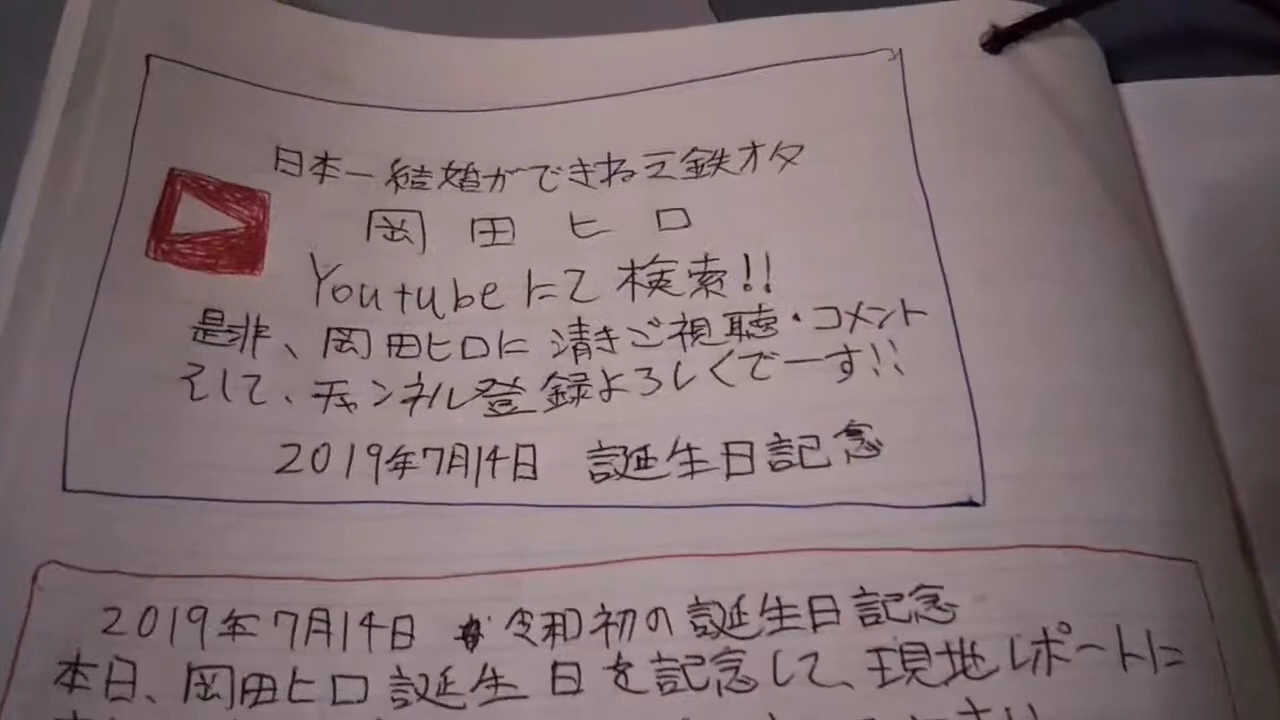 日本一結婚ができねえ鉄オタ
岡田ヒロ
Youtubeにて検索!!
是非、岡田ヒロに清きご視聴・コメント
そして、チャンネル登録よろしくでーす!!
2019年7月14日 誕生日記念
2019年7月14日 令和初の誕生日記念
本日、岡田ヒロ誕生日を記念して、現地レポートに